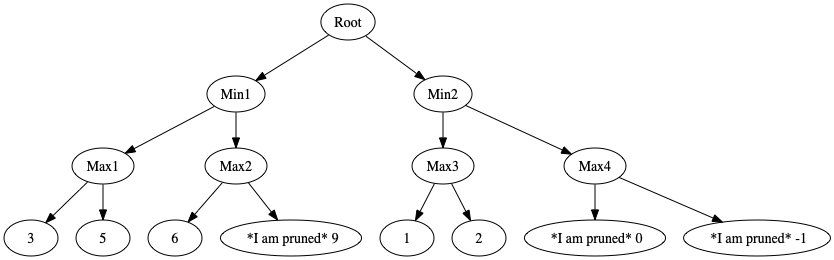 Root
Min1
Min2
Max1
Max2
Max3
Max4
3
5
6
*I am pruned* 9
1
2
*I am pruned* 0
*I am pruned* -1